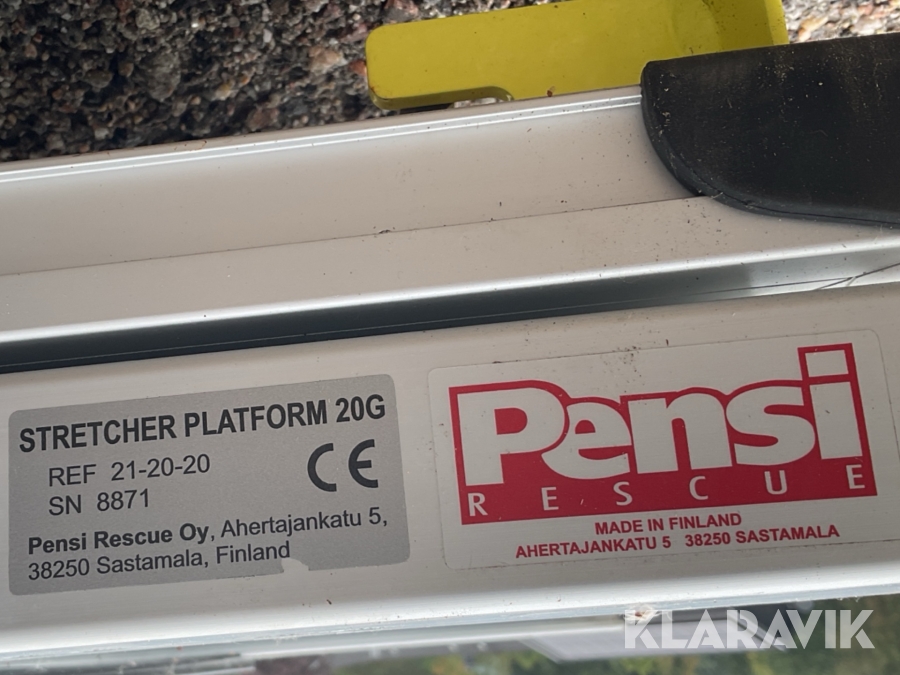 STRETCHER PLATFORM 20G
REF 21-20-20
SN 8871
CE
Pensi Rescue Oy, Ahertajankatu 5,
38250 Sastamala, Finland
Pensi
RESCUE
MADE IN FINLAND
AHERTAJANKATU 5 38250 SASTAMALA
KLARAVIK